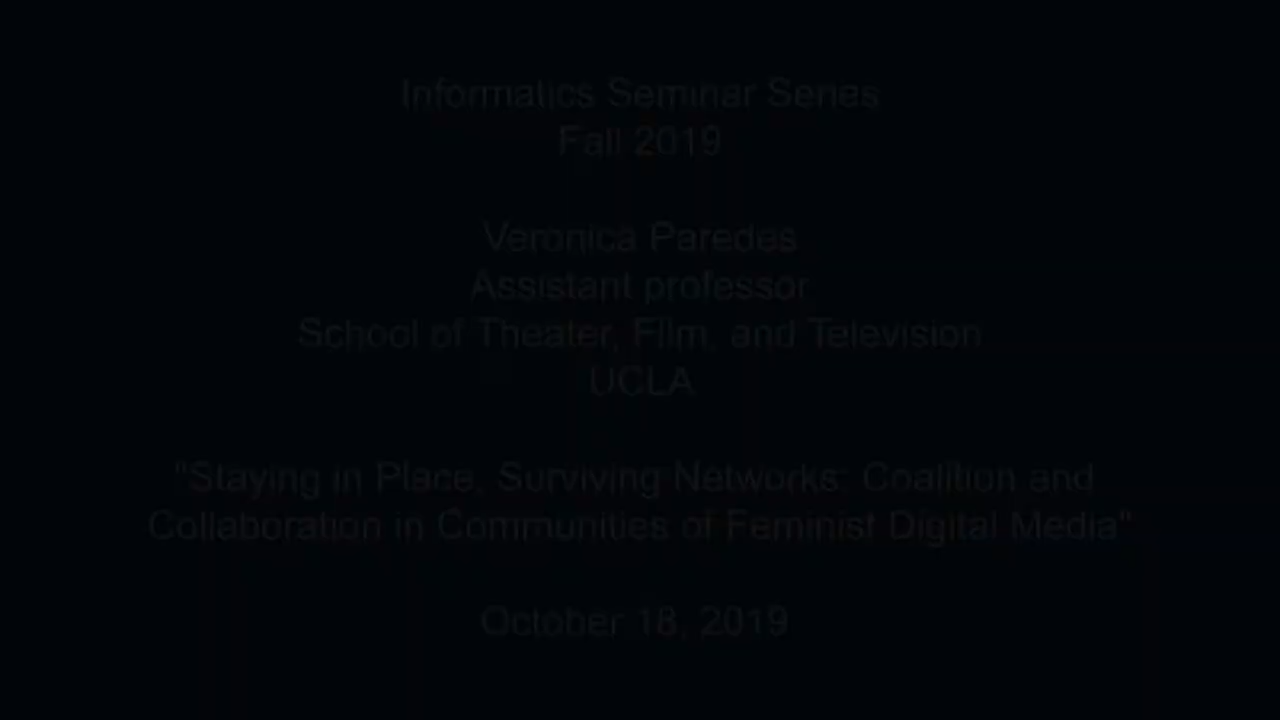 Informatics Seminar Series
Fall 2019
Veronica Paredes
Assistant professor
School of Theater, Film, and Television
UCLA
"Staying in Place, Surviving Networks: Coalition and
Collaboration in Communities of Feminist Digital Media"
October 18, 2019